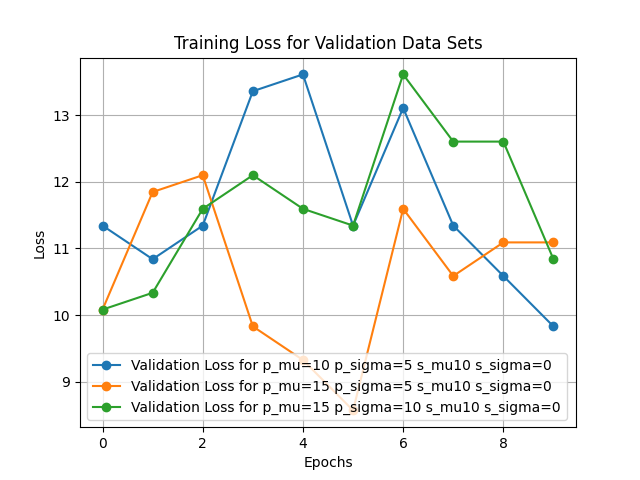 Training Loss for Validation Data Sets
Loss
13
12
11
10
9
Validation Loss for p_mu=10 p_sigma=5 s_mu10 s_sigma=0
Validation Loss for p_mu=15 p_sigma=5 s_mu10 s_sigma=0
Validation Loss for p_mu=15 p_sigma=10 s_mu10 s_sigma=0
0 2 4 6 8
Epochs